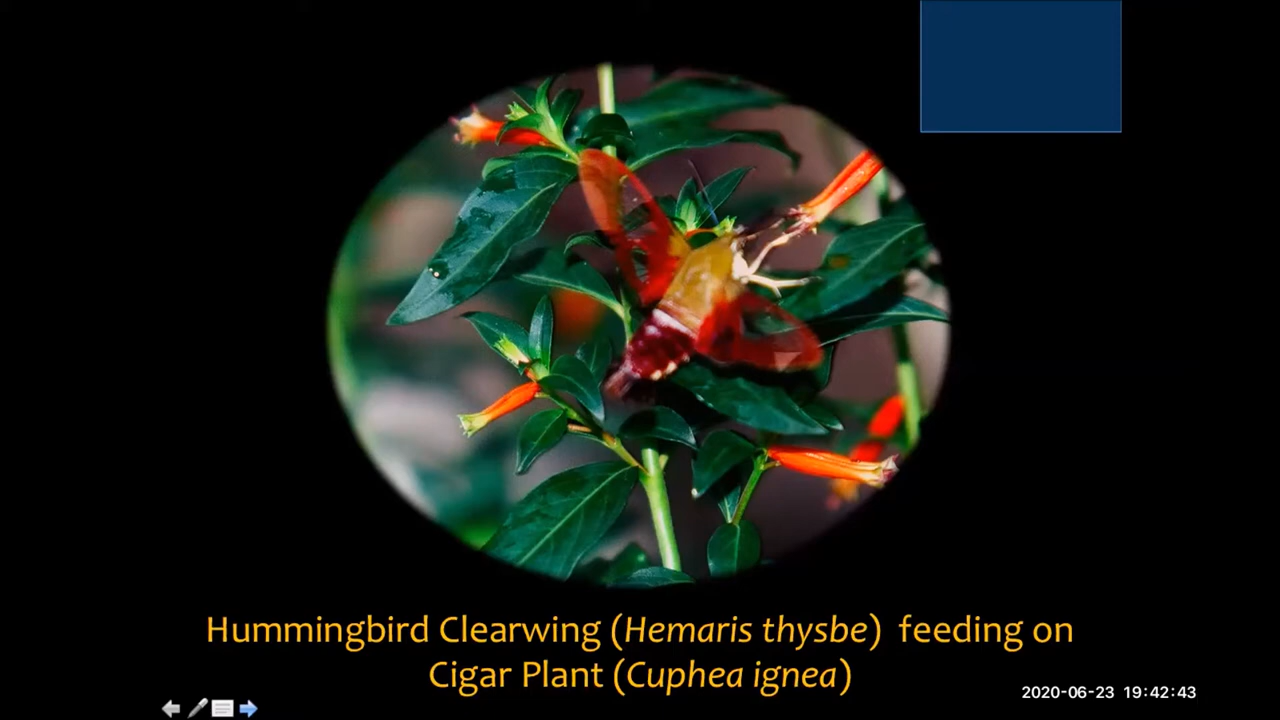 Hummingbird Clearwing (Hemaris thysbe) feeding on
Cigar Plant (Cuphea ignea)
2020-06-23 19:42:43